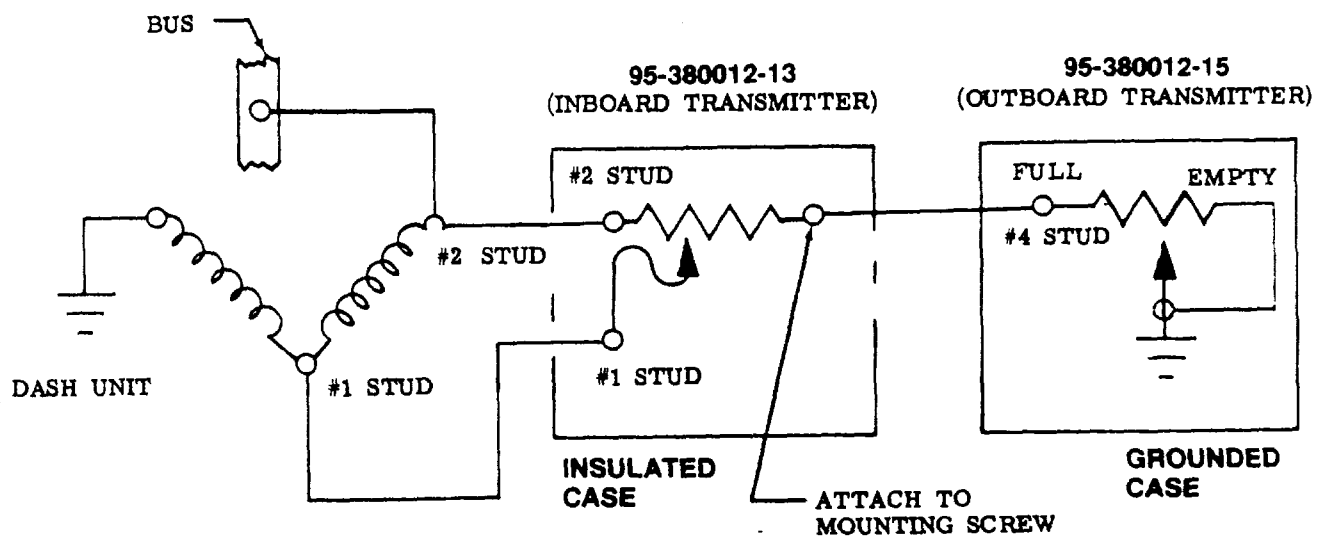 BUS
95-380012-13
(INBOARD TRANSMITTER)
95-380012-15
(OUTBOARD TRANSMITTER)
#2 STUD
FULL
EMPTY
#4 STUD
#2 STUD
#1 STUD
DASH UNIT
#1 STUD
INSULATED
CASE
ATTACH TO
MOUNTING SCREW
GROUNDED
CASE